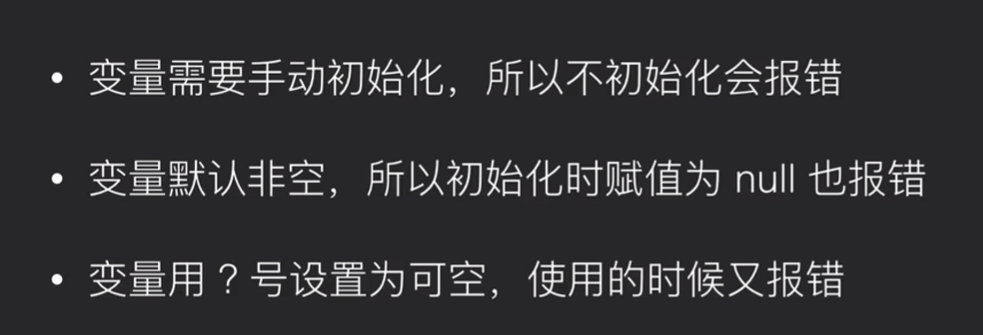 • 变量需要手动初始化，所以不初始化会报错
• 变量默认非空，所以初始化时赋值为 null 也报错
• 变量用 ? 号设置为可空，使用的时候又报错